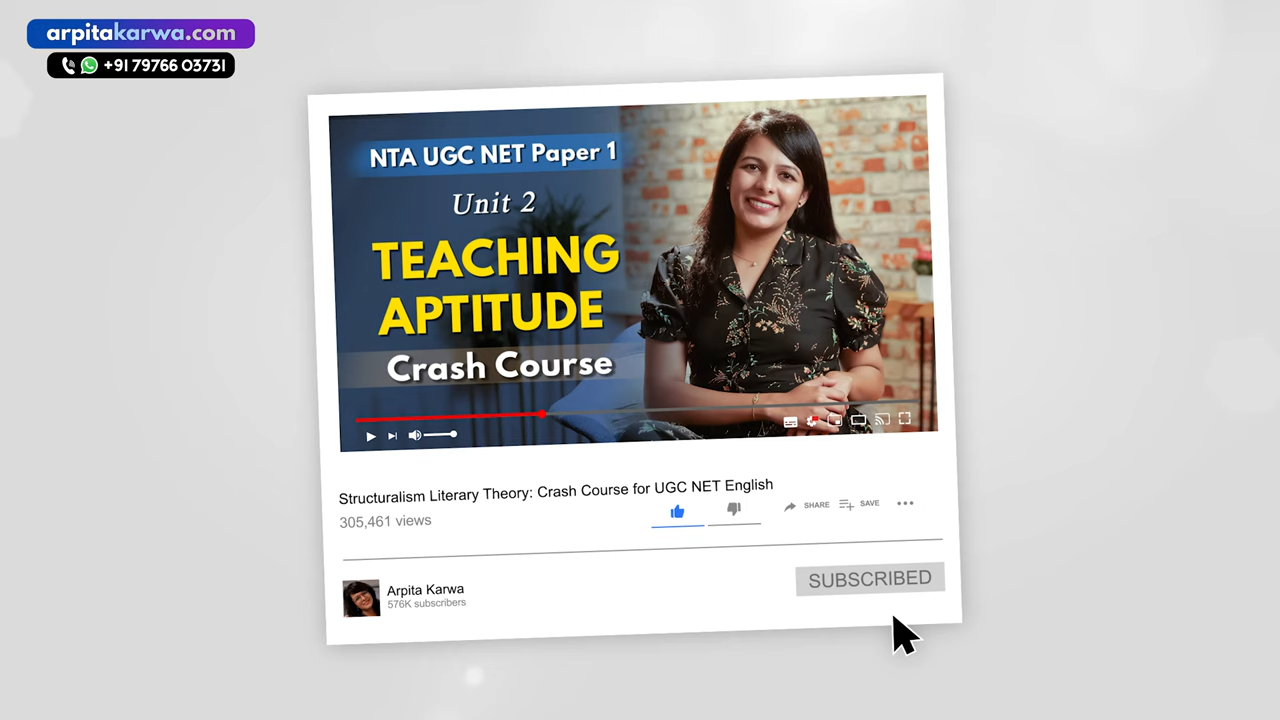 arpitakarwa.com
+91 79766 03731
NTA UGC NET Paper 1
Unit 2
TEACHING
APTITUDE
Crash Course
Structuralism Literary Theory: Crash Course for UGC NET English
305,461 views
SHARE
SAVE
Arpita Karwa
576K subscribers
SUBSCRIBED